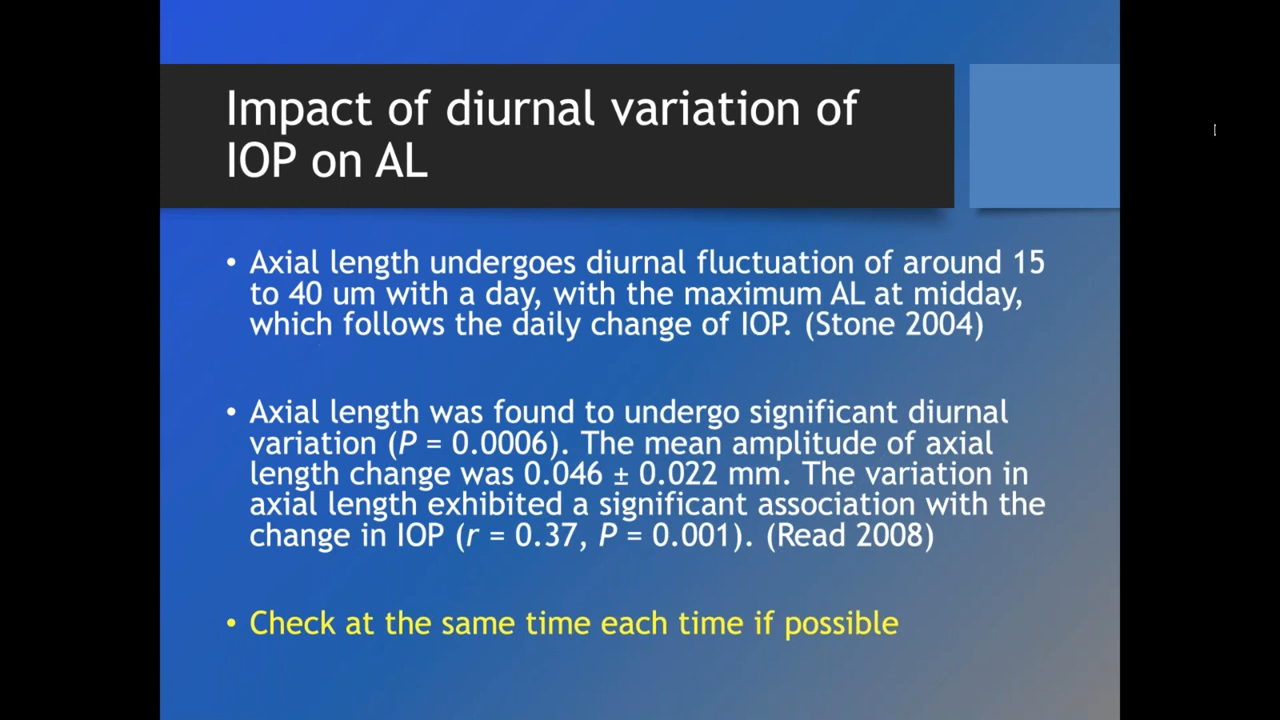 Impact of diurnal variation of
IOP on AL
• Axial length undergoes diurnal fluctuation of around 15
to 40 um with a day, with the maximum AL at midday,
which follows the daily change of IOP. (Stone 2004)
• Axial length was found to undergo significant diurnal
variation (P = 0.0006). The mean amplitude of axial
length change was 0.046 ± 0.022 mm. The variation in
axial length exhibited a significant association with the
change in IOP (r = 0.37, P = 0.001). (Read 2008)
• Check at the same time each time if possible